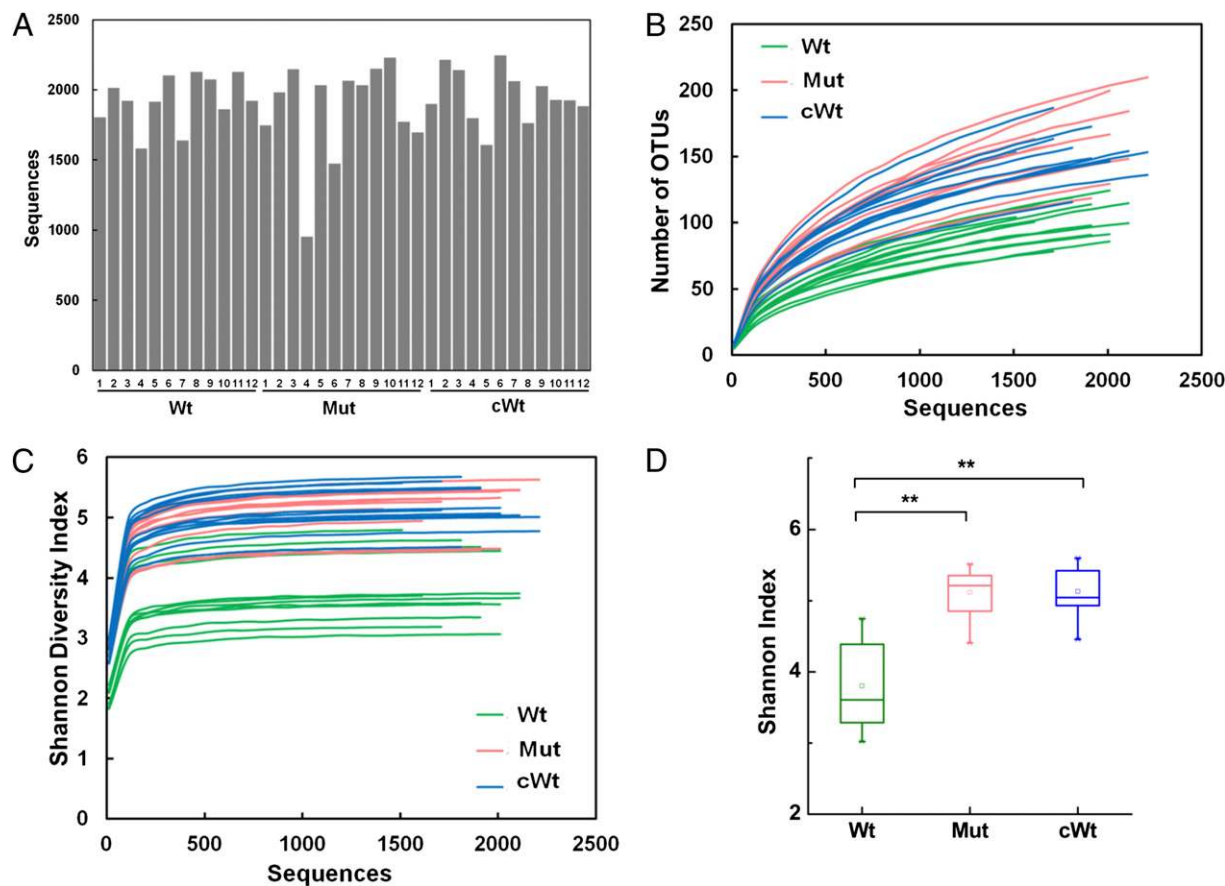 A
2500
2000
1500
1000
500
0
Sequences
1 2 3 4 5 6 7 8 9 10 11 12 1 2 3 4 5 6 7 8 9 10 11 12 1 2 3 4 5 6 7 8 9 10 11 12
Wt Mut cWt
B
250
200
150
100
50
0
Number of OTUs
Wt
Mut
cWt
0 500 1000 1500 2000 2500
Sequences
C
6
5
4
3
2
1
0
Shannon Diversity Index
Wt
Mut
cWt
0 500 1000 1500 2000 2500
Sequences
D
**
**
6
4
2
Shannon Index
Wt Mut cWt